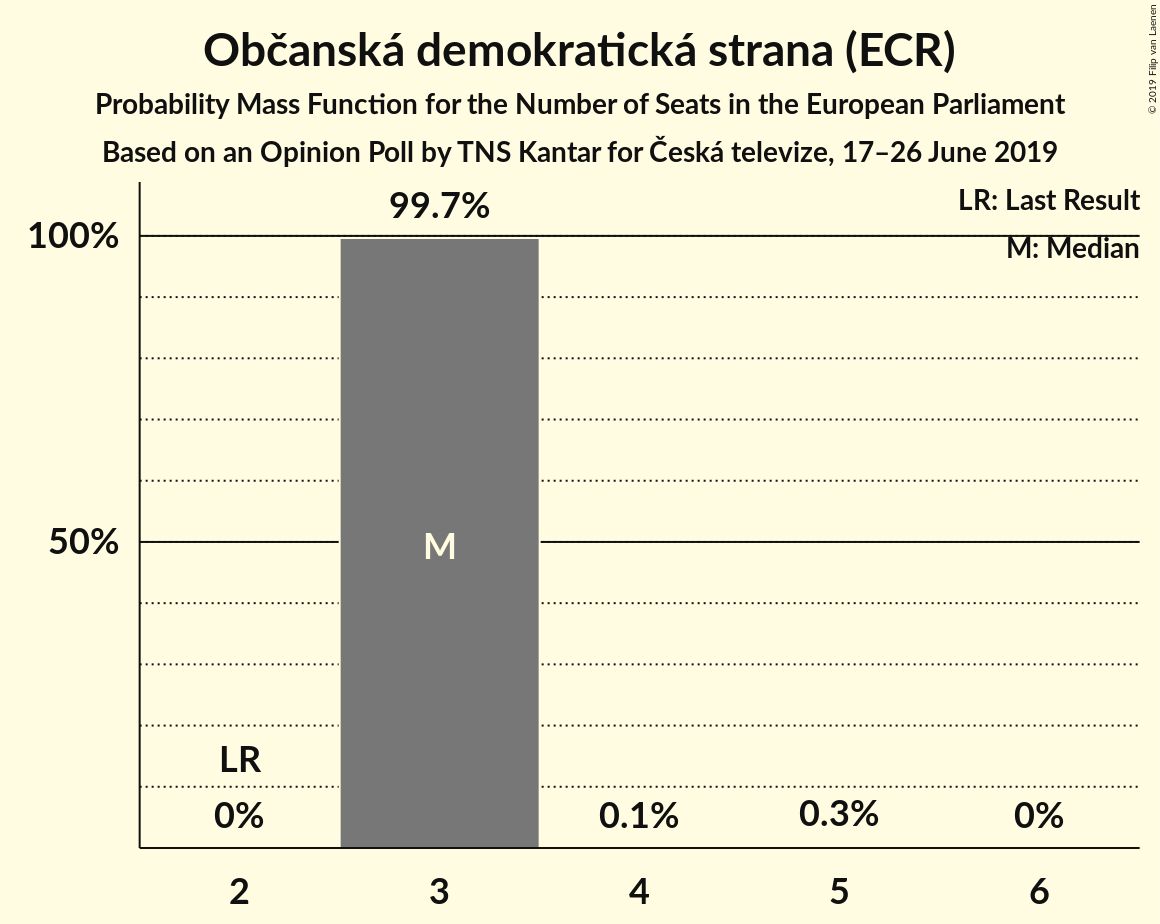 Občanská demokratická strana (ECR)
Probability Mass Function for the Number of Seats in the European Parliament
Based on an Opinion Poll by TNS Kantar for Česká televize, 17–26 June 2019
© 2019 Filip van Laenen
99.7%
LR: Last Result
100%
M: Median
50%
M
LR
0%
0.1%
0.3%
0%
2 3 4 5 6